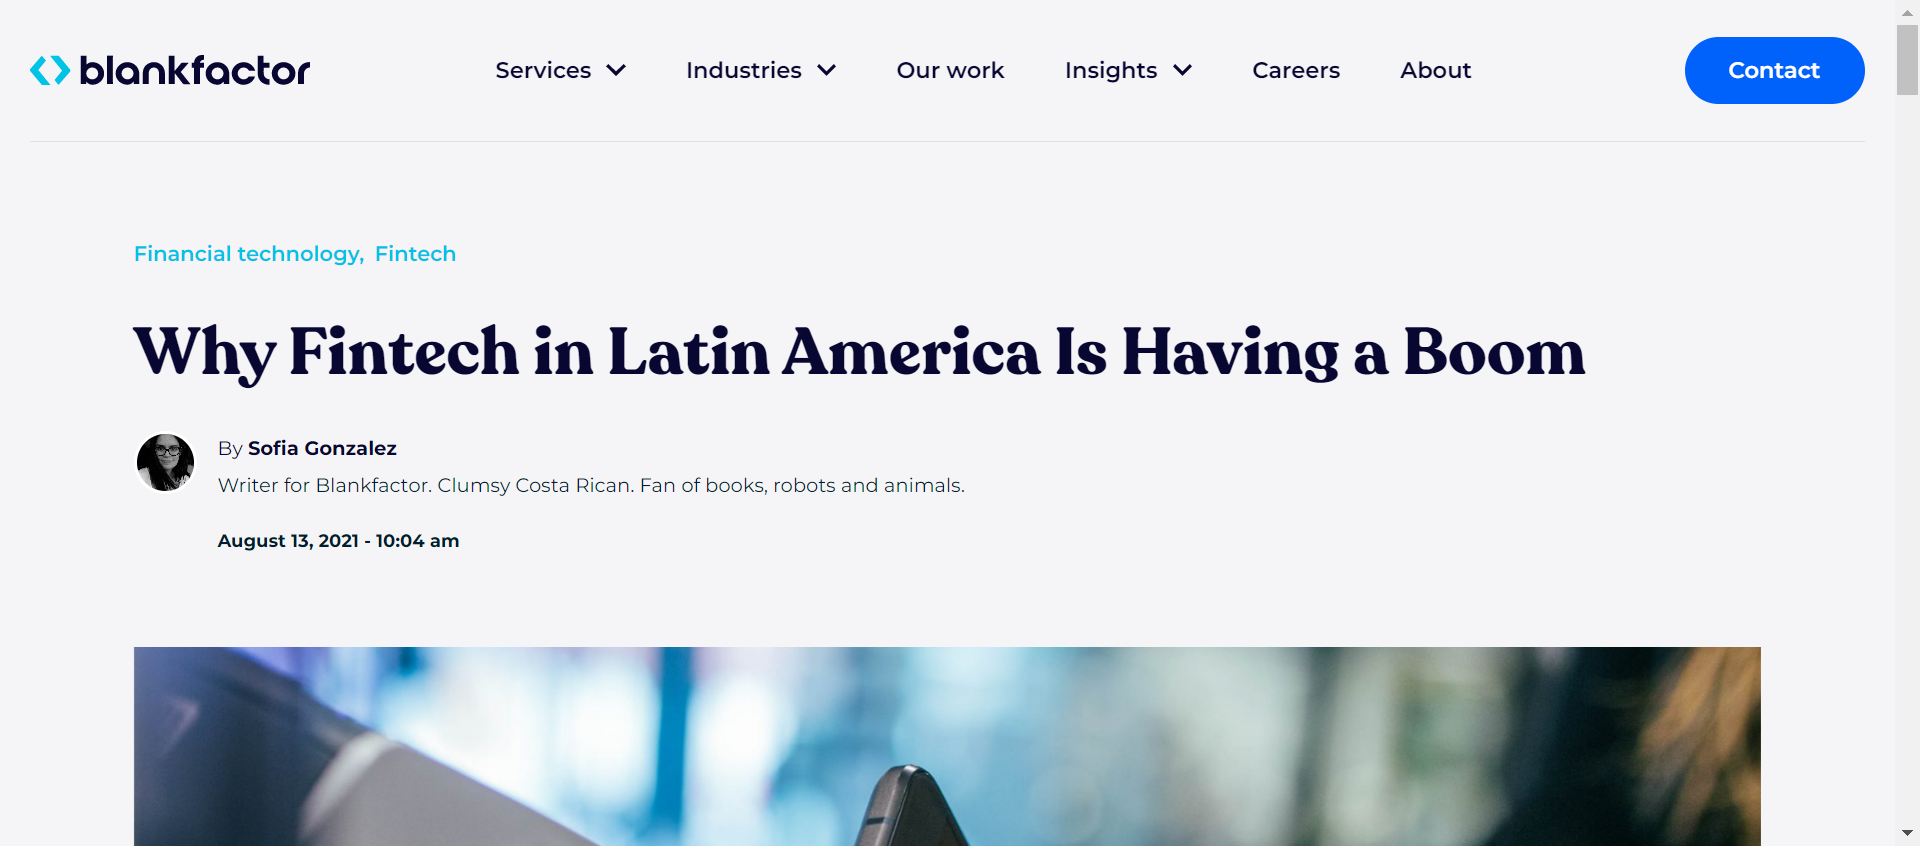 blankfactor
Services
Industries
Our work
Insights
Careers
About
Contact
Financial technology, Fintech
Why Fintech in Latin America Is Having a Boom
By Sofia Gonzalez
Writer for Blankfactor. Clumsy Costa Rican. Fan of books, robots and animals.
August 13, 2021 - 10:04 am